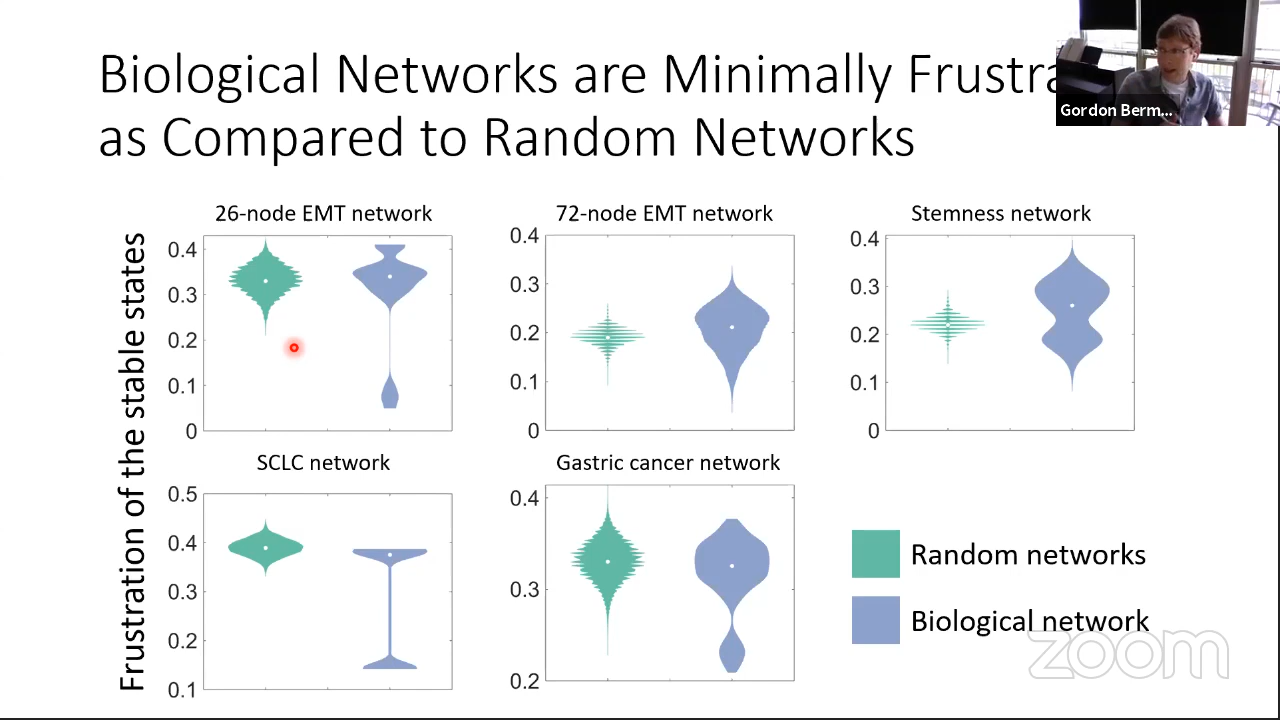 Biological Networks are Minimally Frustra
as Compared to Random Networks
Gordon Berm...
26-node EMT network
72-node EMT network
Stemness network
Frustration of the stable states
0.4
0.3
0.2
0.1
0
0.4
0.3
0.2
0.1
0
0.4
0.3
0.2
0.1
0
SCLC network
Gastric cancer network
0.5
0.4
0.3
0.2
0.1
0.4
0.3
0.2
Random networks
Biological network
zoom